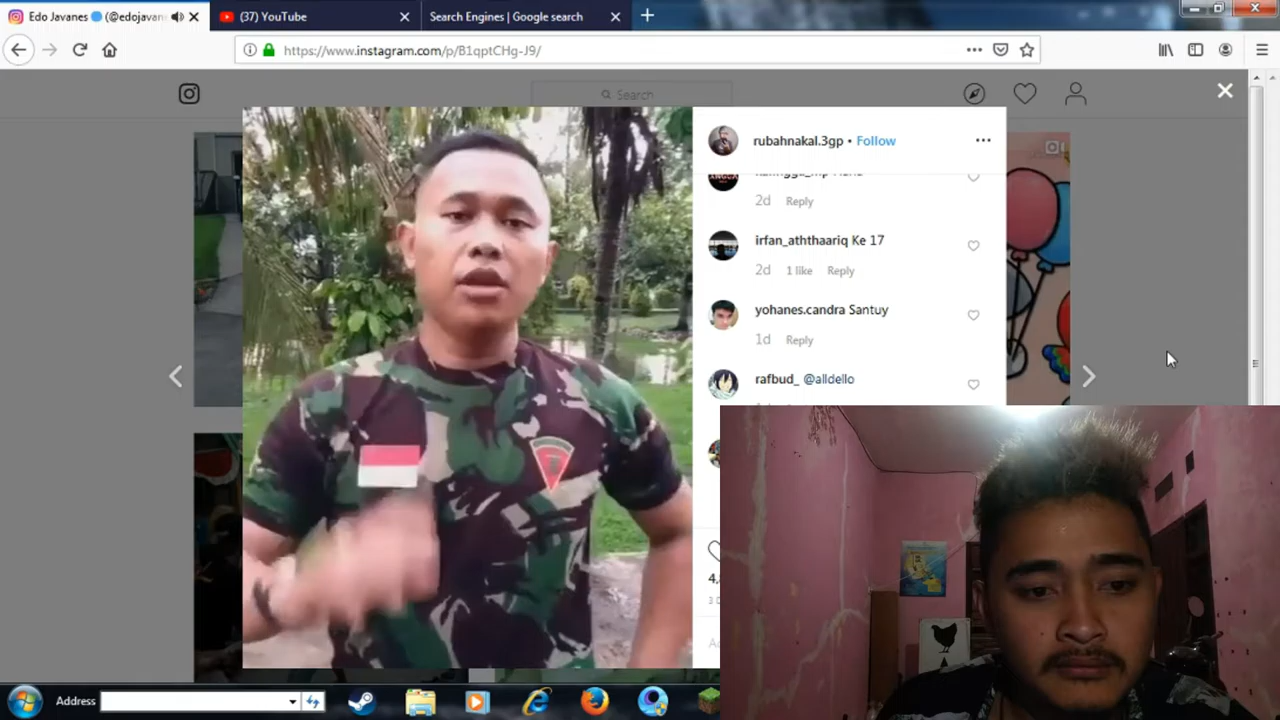 Edo Javanes 🔵 (@edojavan
(37) YouTube
Search Engines | Google search
https://www.instagram.com/p/B1qptCHg-J9/
Search
rubahnakal.3gp • Follow
2d Reply
irfan_aththaariq Ke 17
2d 1 like Reply
yohanes.candra Santuy
1d Reply
rafbud_ @alldello
Address